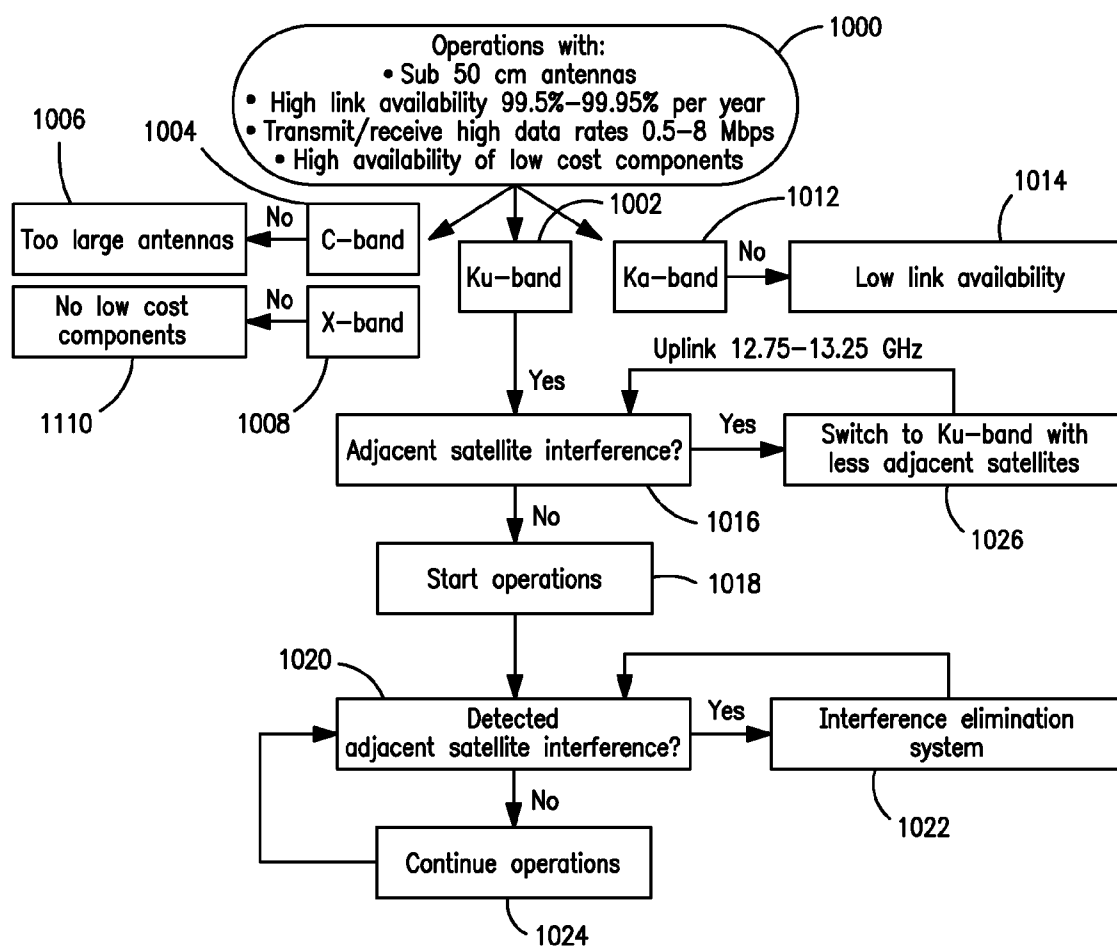 Operations with:
• Sub 50 cm antennas
• High link availability 99.5%–99.95% per year
• Transmit/receive high data rates 0.5–8 Mbps
• High availability of low cost components
1000
1006
1004
1002
1012
1014
Too large antennas
No
C–band
Ku–band
Ka–band
No
Low link availability
No low cost
components
No
X–band
1110
1008
Yes
Uplink 12.75–13.25 GHz
Adjacent satellite interference?
Yes
Switch to Ku–band with
less adjacent satellites
1016
1026
No
Start operations
1018
1020
Detected
adjacent satellite interference?
Yes
Interference elimination
system
1022
No
Continue operations
1024